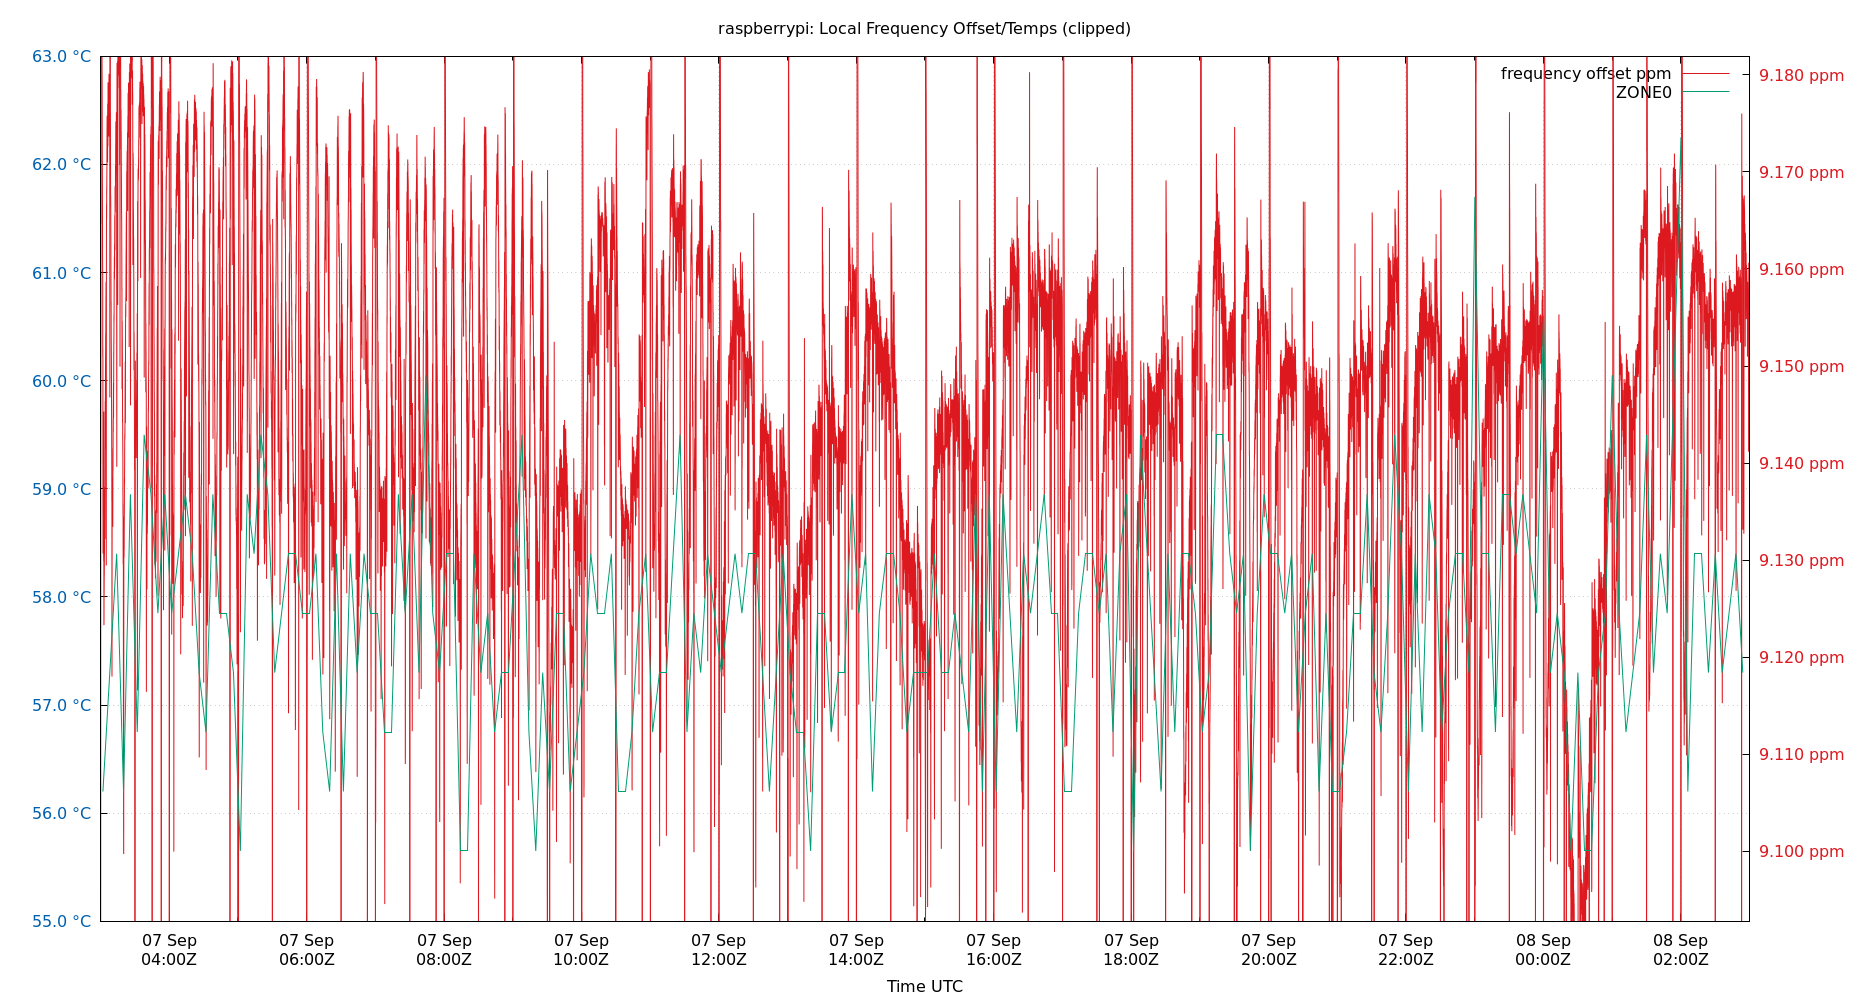 raspberrypi: Local Frequency Offset/Temps (clipped)
frequency offset ppm
ZONE0
63.0 °C
62.0 °C
61.0 °C
60.0 °C
59.0 °C
58.0 °C
57.0 °C
56.0 °C
55.0 °C
9.180 ppm
9.170 ppm
9.160 ppm
9.150 ppm
9.140 ppm
9.130 ppm
9.120 ppm
9.110 ppm
9.100 ppm
07 Sep 07 Sep 07 Sep 07 Sep 07 Sep 07 Sep 07 Sep 07 Sep 07 Sep 07 Sep 08 Sep 08 Sep
04:00Z 06:00Z 08:00Z 10:00Z 12:00Z 14:00Z 16:00Z 18:00Z 20:00Z 22:00Z 00:00Z 02:00Z
Time UTC